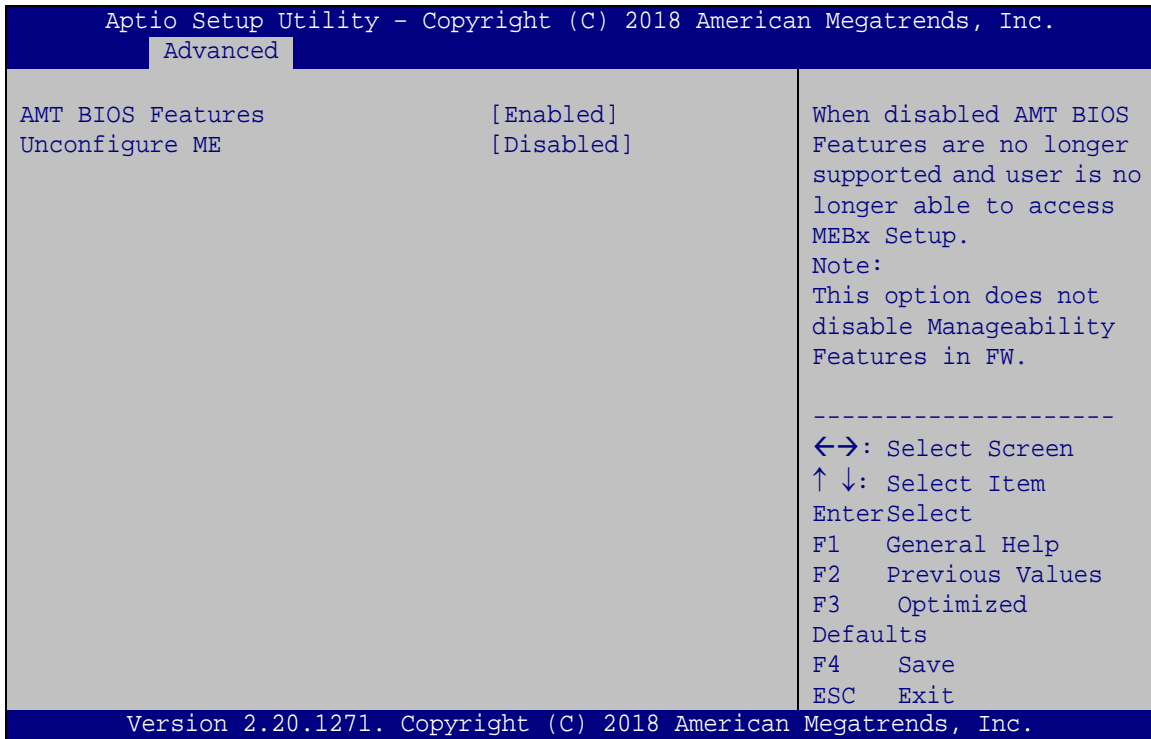 Aptio Setup Utility – Copyright (C) 2018 American Megatrends, Inc.
Advanced
AMT BIOS Features [Enabled]
Unconfigure ME [Disabled]
When disabled AMT BIOS
Features are no longer
supported and user is no
longer able to access
MEBx Setup.
Note:
This option does not
disable Manageability
Features in FW.
---------------------
←→: Select Screen
↑ ↓: Select Item
EnterSelect
F1 General Help
F2 Previous Values
F3 Optimized
Defaults
F4 Save
ESC Exit
Version 2.20.1271. Copyright (C) 2018 American Megatrends, Inc.